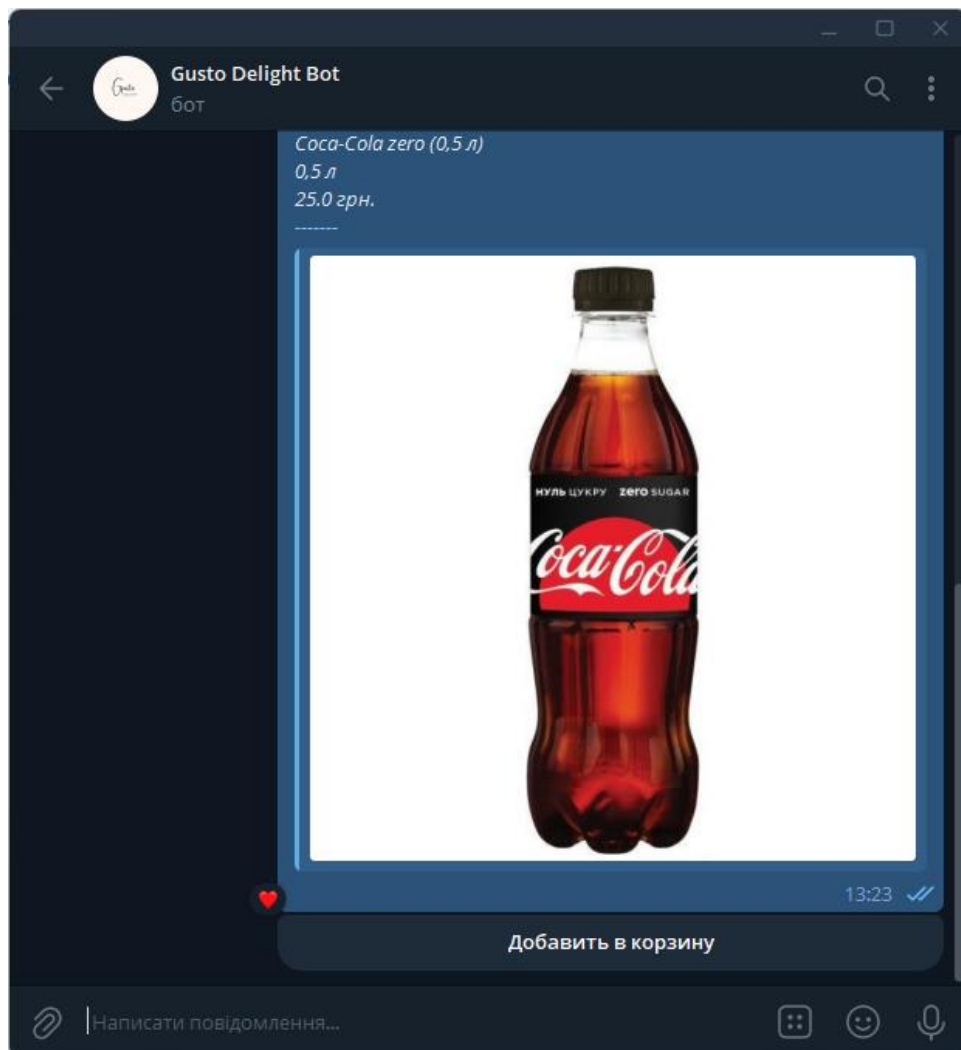 Gusto Delight Bot
Gusto
бот
Coca-Cola zero (0,5 л)
0,5 л
25.0 грн.
-------
НУЛЬ ЦУКРУ zero SUGAR
Coca-Cola
13:23
Добавить в корзину
Написати повідомлення...